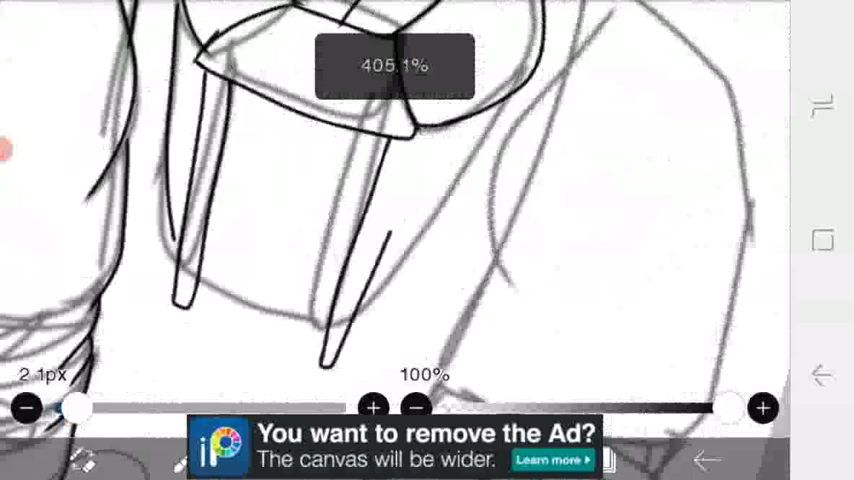 405.1%
2.1px
100%
You want to remove the Ad?
The canvas will be wider.
Learn more